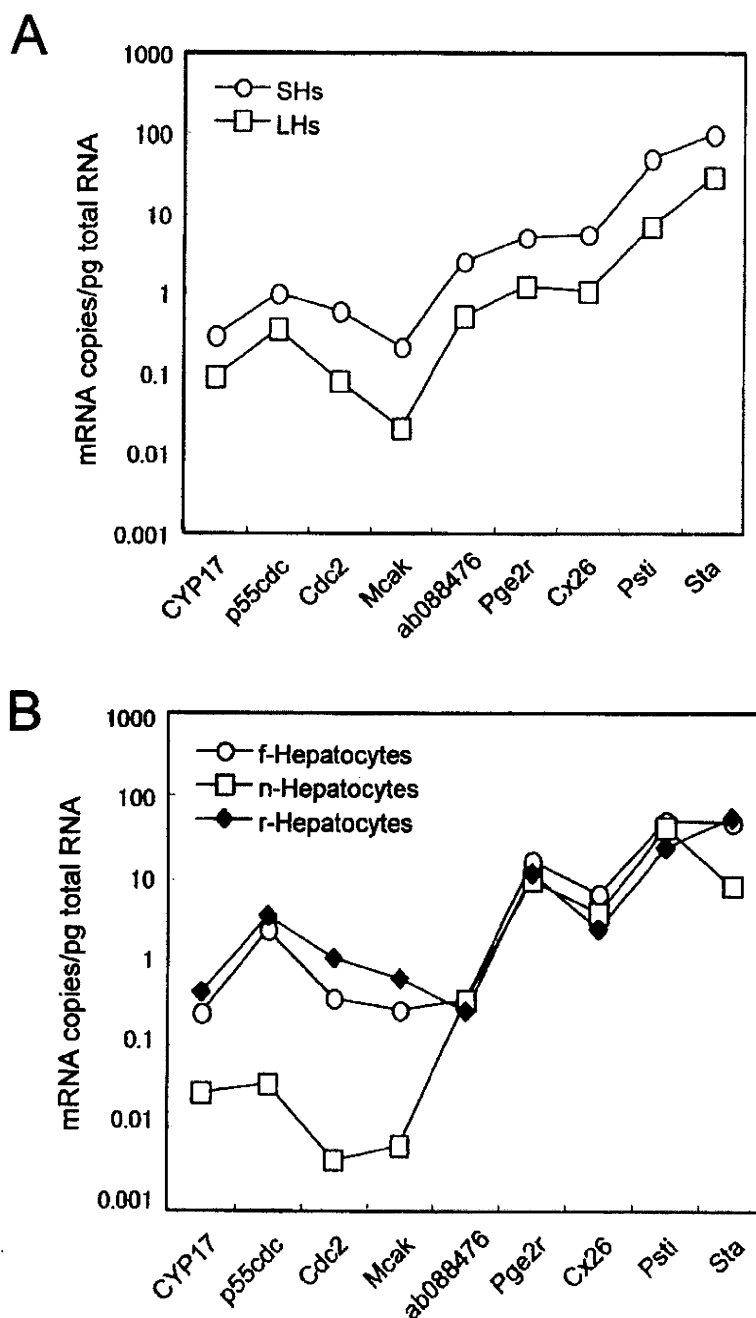 A
1000
100
10
1
0.1
0.01
0.001
mRNA copies/pg total RNA
SHs
LHs
CYP17
p55cdc
Cdc2
Mcak
ab088476
Pge2r
Cx26
Psti
Sta
B
1000
100
10
1
0.1
0.01
0.001
mRNA copies/pg total RNA
f-Hepatocytes
n-Hepatocytes
r-Hepatocytes
CYP17
p55cdc
Cdc2
Mcak
ab088476
Pge2r
Cx26
Psti
Sta